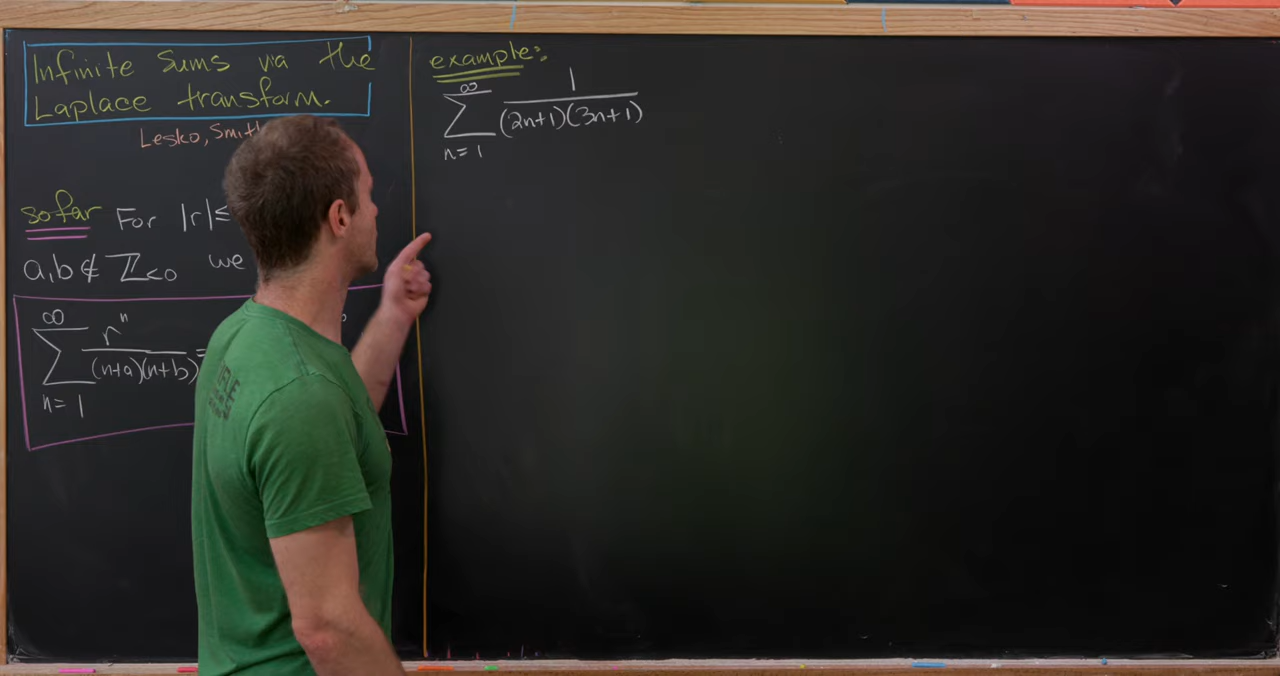 Infinite Sums via the
Laplace transform.
Lesko, Smith
so far For |r|≤
a,b ∉ ℤ<0 we
∞
∑ rⁿ/((n+a)(n+b)) =
n=1
example:
∞
∑ 1/((2n+1)(3n+1))
n=1